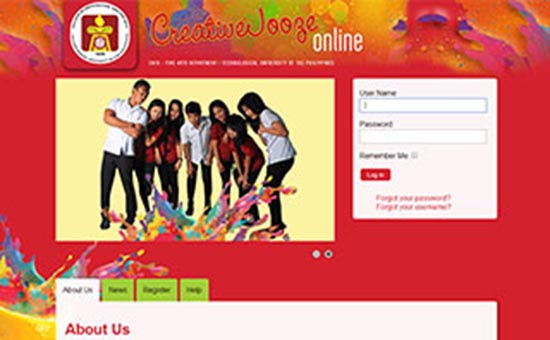 CreativeJooze
online
CAFA - FINE ARTS DEPARTMENT | TECHNOLOGICAL UNIVERSITY OF THE PHILIPPINES
User Name
Password
Remember Me
Log in
Forgot your password?
Forgot your username?
About Us News Register Help
About Us